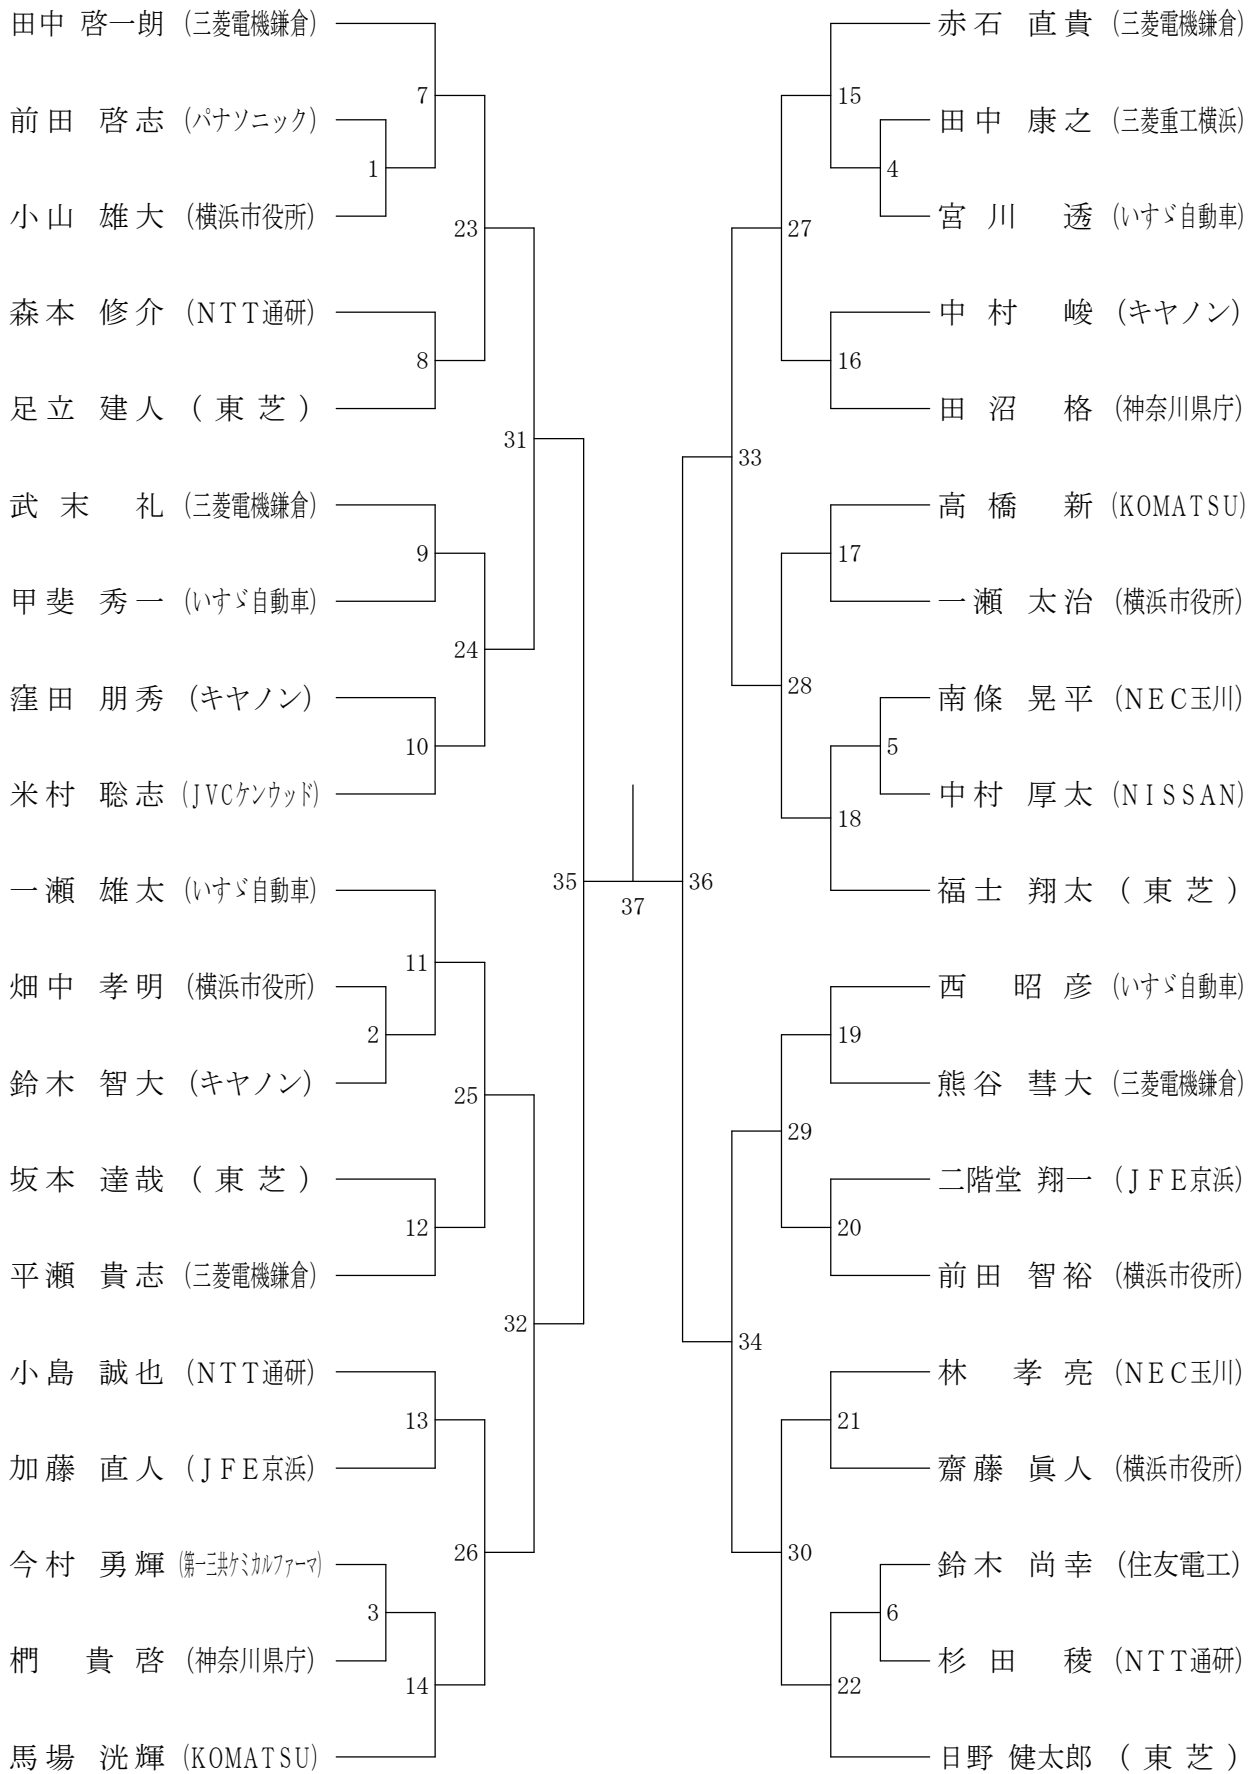 田中 啓一朗 (三菱電機鎌倉)
前田 啓志 (パナソニック)
小山 雄大 (横浜市役所)
森本 修介 (NTT通研)
足立 建人 (東芝)
武末 礼 (三菱電機鎌倉)
甲斐 秀一 (いすゞ自動車)
窪田 朋秀 (キヤノン)
米村 聡志 (JVCケンウッド)
一瀬 雄太 (いすゞ自動車)
畑中 孝明 (横浜市役所)
鈴木 智大 (キヤノン)
坂本 達哉 (東芝)
平瀬 貴志 (三菱電機鎌倉)
小島 誠也 (NTT通研)
加藤 直人 (JFE京浜)
今村 勇輝 (第一三共ケミカルファーマ)
椚 貴啓 (神奈川県庁)
馬場 洸輝 (KOMATSU)
1
2
3
7
8
9
10
11
12
13
14
23
24
25
26
31
32
35
37
36
33
34
27
28
29
30
15
16
17
18
19
20
21
22
4
5
6
赤石 直貴 (三菱電機鎌倉)
田中 康之 (三菱重工横浜)
宮川 透 (いすゞ自動車)
中村 峻 (キヤノン)
田沼 格 (神奈川県庁)
高橋 新 (KOMATSU)
一瀬 太治 (横浜市役所)
南條 晃平 (NEC玉川)
中村 厚太 (NISSAN)
福士 翔太 (東芝)
西 昭彦 (いすゞ自動車)
熊谷 彗大 (三菱電機鎌倉)
二階堂 翔一 (JFE京浜)
前田 智裕 (横浜市役所)
林 孝亮 (NEC玉川)
齋藤 眞人 (横浜市役所)
鈴木 尚幸 (住友電工)
杉田 稜 (NTT通研)
日野 健太郎 (東芝)